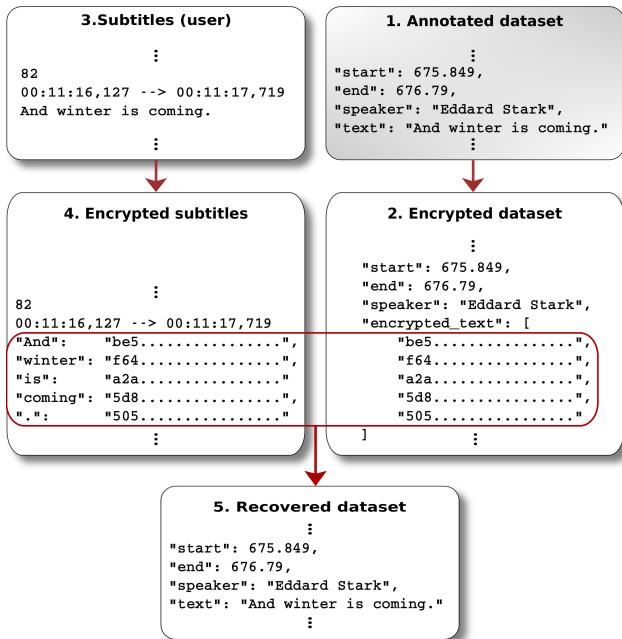 3.Subtitles (user)
⋮
82
00:11:16,127 --> 00:11:17,719
And winter is coming.
⋮
1. Annotated dataset
⋮
"start": 675.849,
"end": 676.79,
"speaker": "Eddard Stark",
"text": "And winter is coming."
⋮
4. Encrypted subtitles
⋮
82
00:11:16,127 --> 00:11:17,719
"And": "be5................",
"winter": "f64................",
"is": "a2a................",
"coming": "5d8................",
".": "505................"
⋮
2. Encrypted dataset
⋮
"start": 675.849,
"end": 676.79,
"speaker": "Eddard Stark",
"encrypted_text": [
"be5................",
"f64................",
"a2a................",
"5d8................",
"505................"
]
⋮
5. Recovered dataset
⋮
"start": 675.849,
"end": 676.79,
"speaker": "Eddard Stark",
"text": "And winter is coming."
⋮